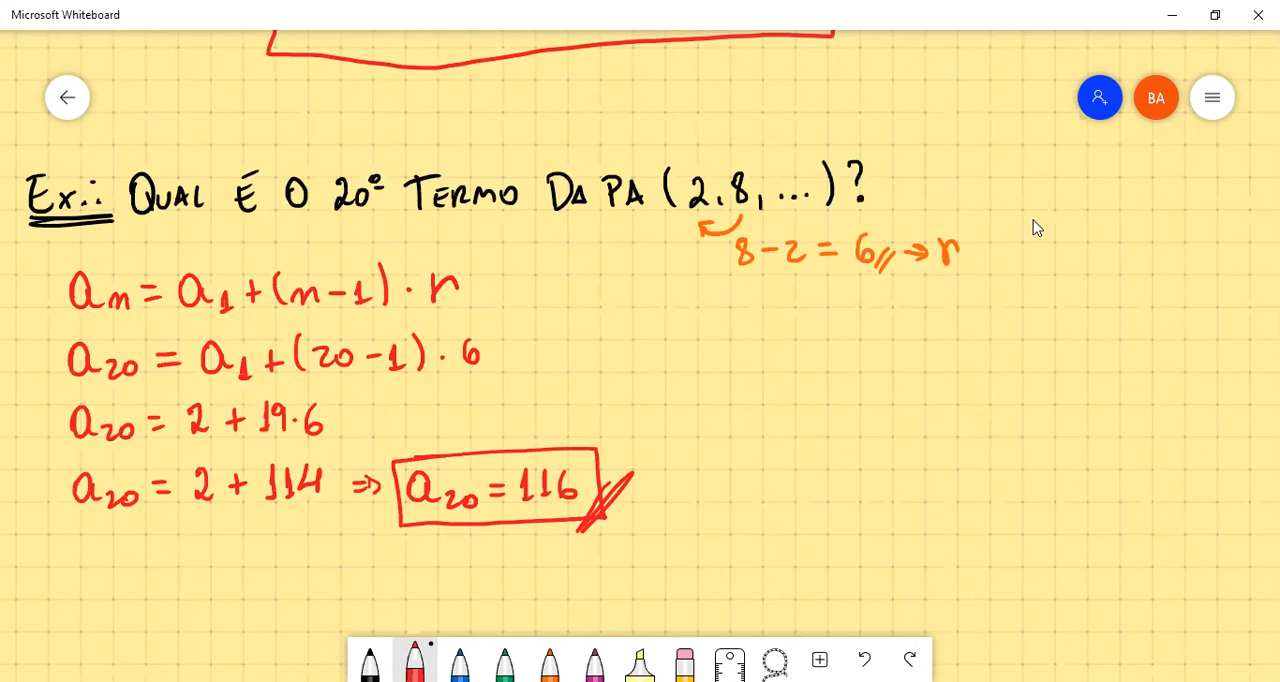 Microsoft Whiteboard
BA
Ex.: QUAL É O 20º TERMO DA PA (2, 8, ...)?
8 - 2 = 6// → r
an = a1 + (n - 1) · r
a20 = a1 + (20 - 1) · 6
a20 = 2 + 19 · 6
a20 = 2 + 114 ⇒ a20 = 116